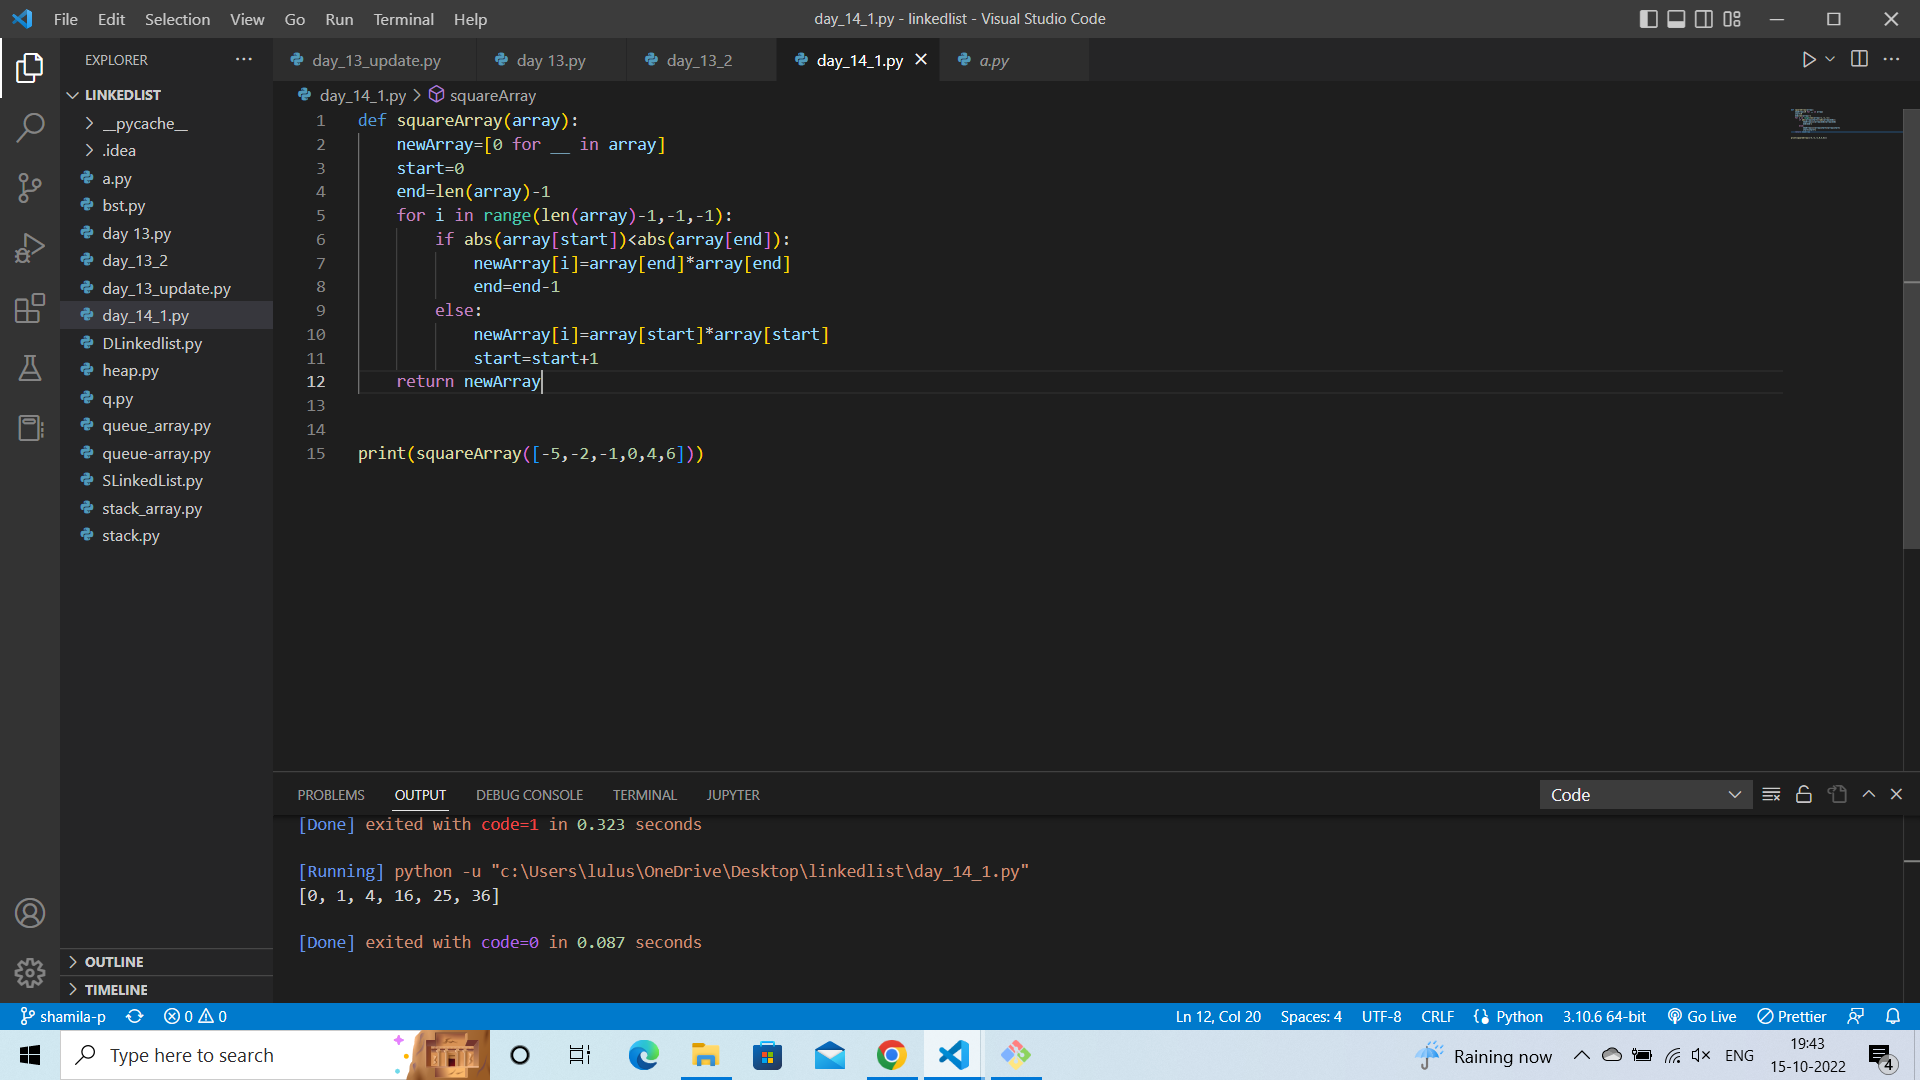 File Edit Selection View Go Run Terminal Help
day_14_1.py - linkedlist - Visual Studio Code
EXPLORER
day_13_update.py
day 13.py
day_13_2
day_14_1.py
a.py
LINKEDLIST
__pycache__
.idea
a.py
bst.py
day 13.py
day_13_2
day_13_update.py
day_14_1.py
DLinkedlist.py
heap.py
q.py
queue_array.py
queue-array.py
SLinkedList.py
stack_array.py
stack.py
OUTLINE
TIMELINE
day_14_1.py > squareArray
1 def squareArray(array):
2 newArray=[0 for __ in array]
3 start=0
4 end=len(array)-1
5 for i in range(len(array)-1,-1,-1):
6 if abs(array[start])<abs(array[end]):
7 newArray[i]=array[end]*array[end]
8 end=end-1
9 else:
10 newArray[i]=array[start]*array[start]
11 start=start+1
12 return newArray
13
14
15 print(squareArray([-5,-2,-1,0,4,6]))
PROBLEMS OUTPUT DEBUG CONSOLE TERMINAL JUPYTER
Code
[Done] exited with code=1 in 0.323 seconds
[Running] python -u "c:\Users\lulus\OneDrive\Desktop\linkedlist\day_14_1.py"
[0, 1, 4, 16, 25, 36]
[Done] exited with code=0 in 0.087 seconds
shamila-p 0 0 Ln 12, Col 20 Spaces: 4 UTF-8 CRLF Python 3.10.6 64-bit Go Live Prettier
Type here to search
Raining now
ENG
19:43
15-10-2022
4